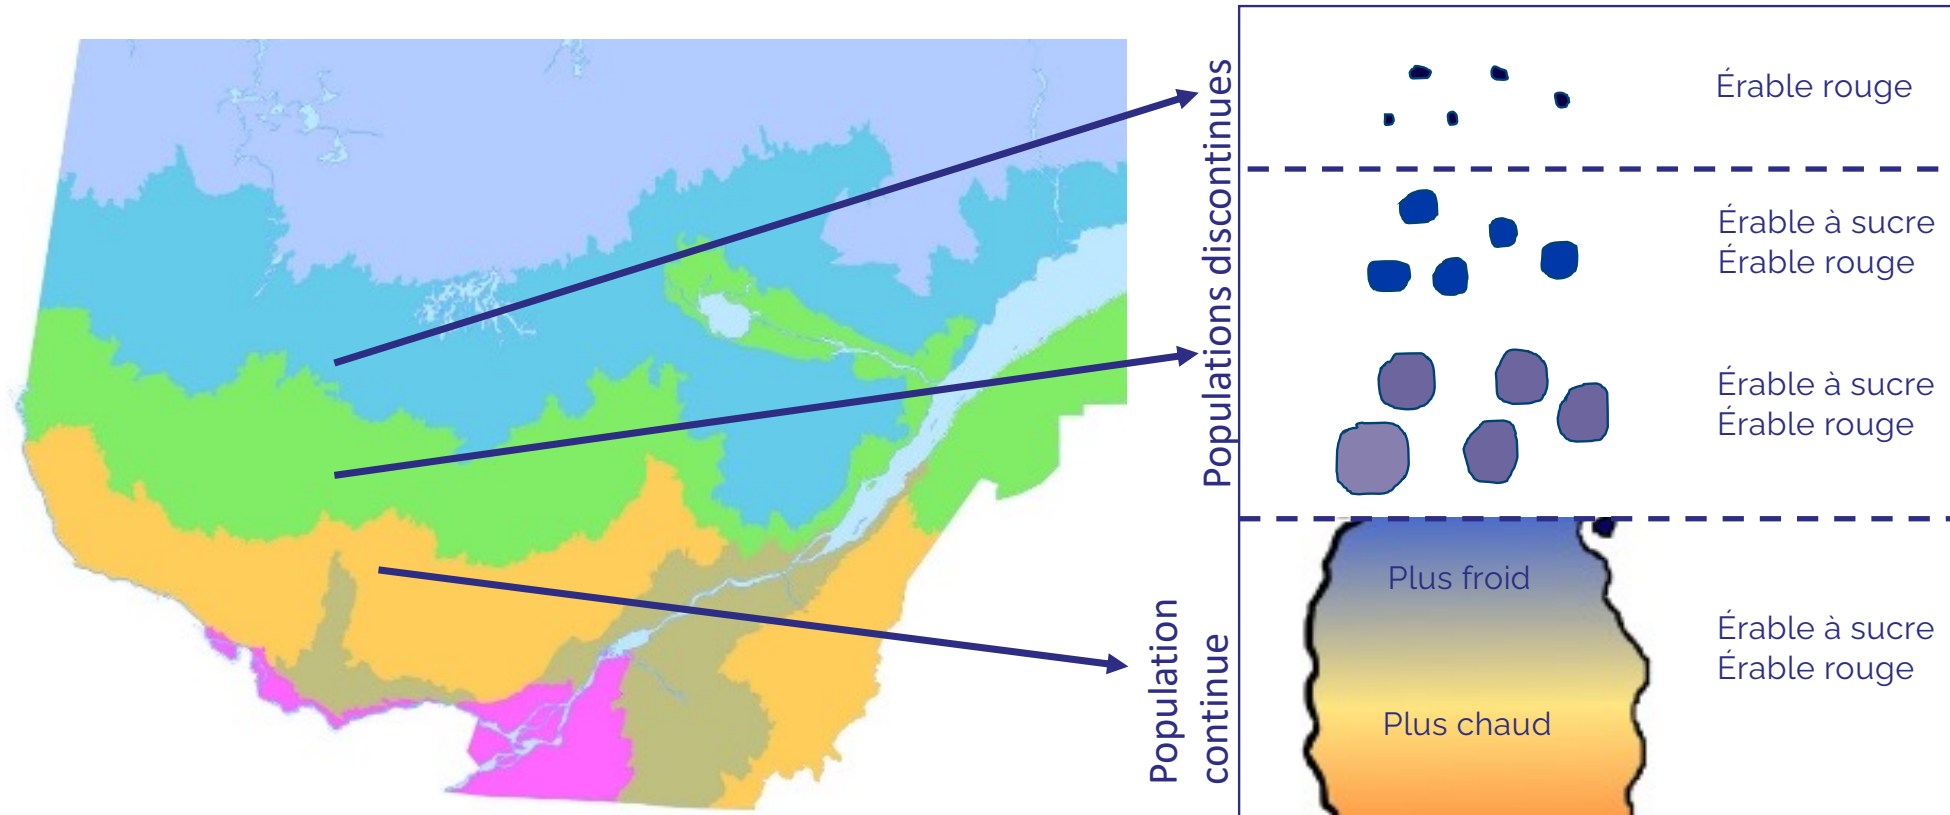 Populations discontinues
Érable rouge
Érable à sucre
Érable rouge
Érable à sucre
Érable rouge
Population
continue
Plus froid
Plus chaud
Érable à sucre
Érable rouge